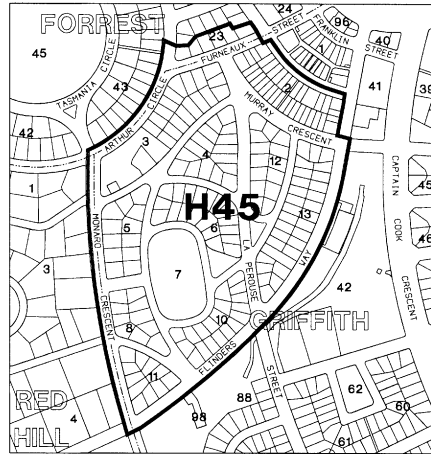 FORREST
24
STREET
FRANKLIN
96
45
23
FURNEAUX
1
40
STREET
TASMANIA
CIRCLE
43
ARTHUR
CIRCLE
2
41
39
42
3
MURRAY
CRESCENT
4
12
1
CAPTAIN
COOK
CRESCENT
45
H45
13
5
6
46
MONARO
CRESCENT
LA PEROUSE
WAY
3
7
42
10
GRIFFITH
8
FLINDERS
STREET
11
RED
HILL
4
98
88
62
60
61